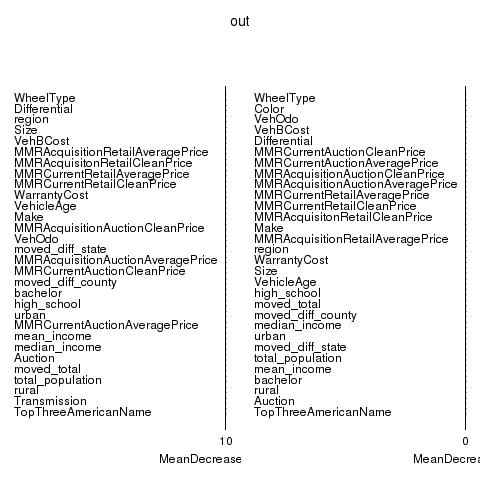 out
WheelType
Differential
region
Size
VehBCost
MMRAcquisitionRetailAveragePrice
MMRAcquisitonRetailCleanPrice
MMRCurrentRetailAveragePrice
MMRCurrentRetailCleanPrice
WarrantyCost
VehicleAge
Make
MMRAcquisitionAuctionCleanPrice
VehOdo
moved_diff_state
MMRAcquisitionAuctionAveragePrice
MMRCurrentAuctionCleanPrice
moved_diff_county
bachelor
high_school
urban
MMRCurrentAuctionAveragePrice
mean_income
median_income
Auction
moved_total
total_population
rural
Transmission
TopThreeAmericanName
10
MeanDecrease
WheelType
Color
VehOdo
VehBCost
Differential
MMRCurrentAuctionCleanPrice
MMRCurrentAuctionAveragePrice
MMRAcquisitionAuctionCleanPrice
MMRAcquisitionAuctionAveragePrice
MMRCurrentRetailAveragePrice
MMRCurrentRetailCleanPrice
MMRAcquisitonRetailCleanPrice
Make
MMRAcquisitionRetailAveragePrice
region
WarrantyCost
Size
VehicleAge
high_school
moved_total
moved_diff_county
median_income
urban
moved_diff_state
total_population
mean_income
bachelor
rural
Auction
TopThreeAmericanName
0
MeanDecrea